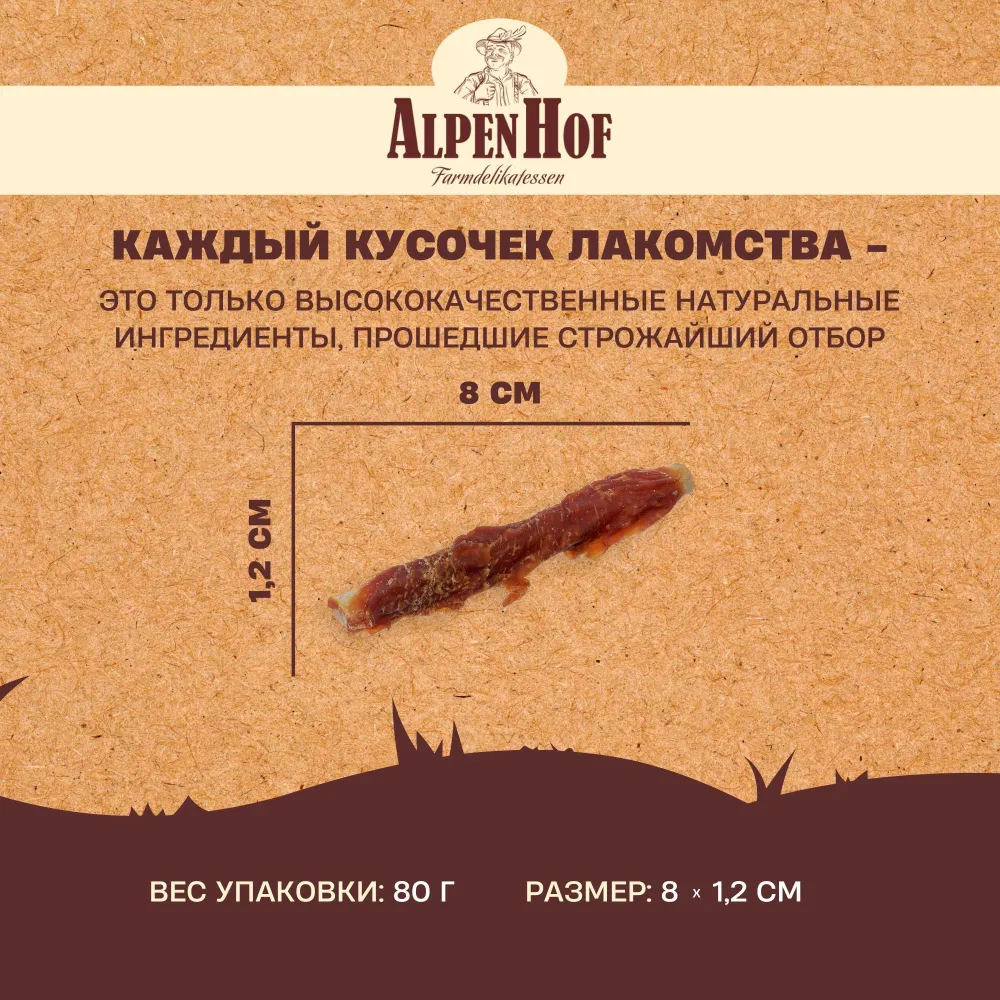 ALPENHOF
Farmdelikatessen
КАЖДЫЙ КУСОЧЕК ЛАКОМСТВА –
ЭТО ТОЛЬКО ВЫСОКОКАЧЕСТВЕННЫЕ НАТУРАЛЬНЫЕ
ИНГРЕДИЕНТЫ, ПРОШЕДШИЕ СТРОЖАЙШИЙ ОТБОР
8 СМ
1,2 СМ
ВЕС УПАКОВКИ: 80 Г
РАЗМЕР: 8 × 1,2 СМ